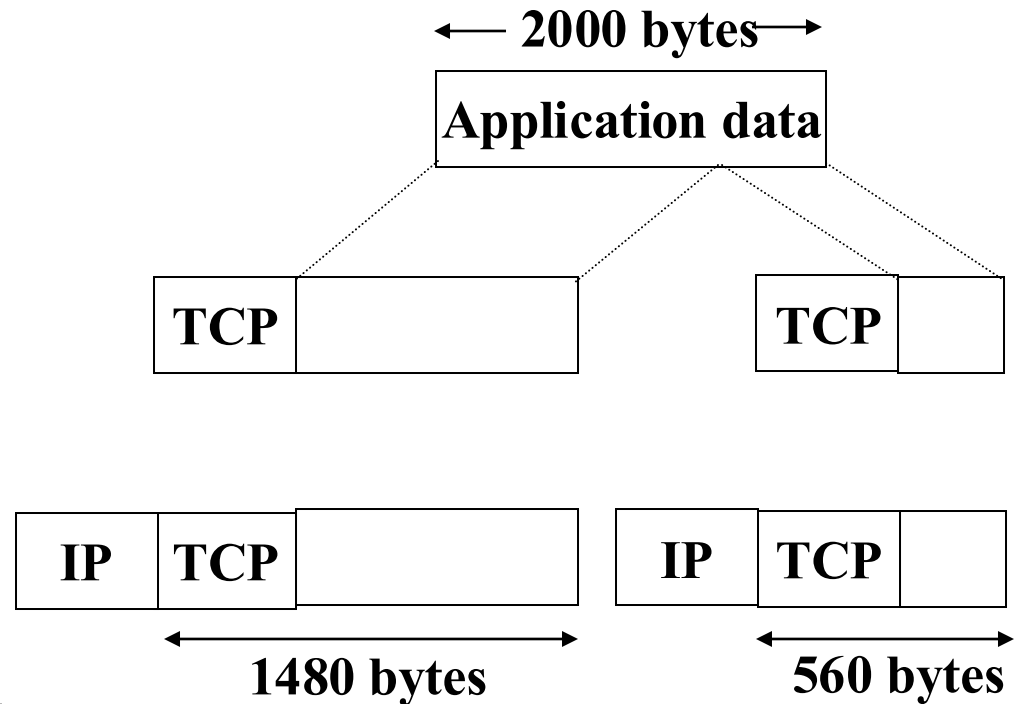 2000 bytes
Application data
TCP
TCP
IP TCP
IP TCP
1480 bytes
560 bytes